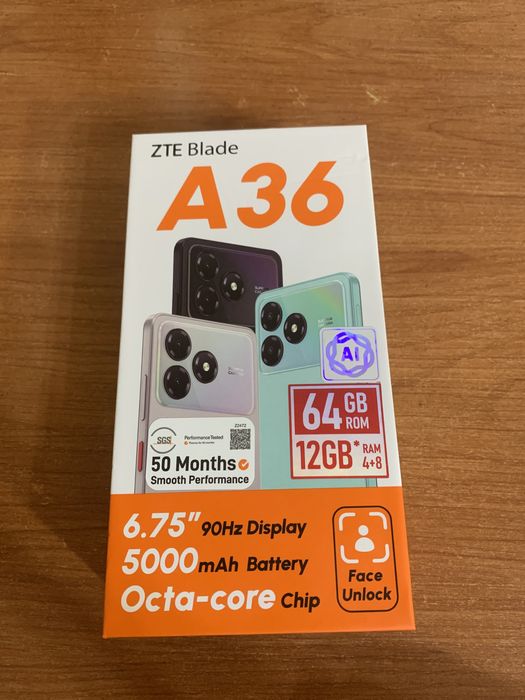 ZTE Blade
A36
AI
64 GB ROM
12GB* RAM 4+8
SGS
Performance Tested
Z2472
50 Months
Smooth Performance
6.75" 90Hz Display
5000mAh Battery
Octa-core Chip
Face
Unlock